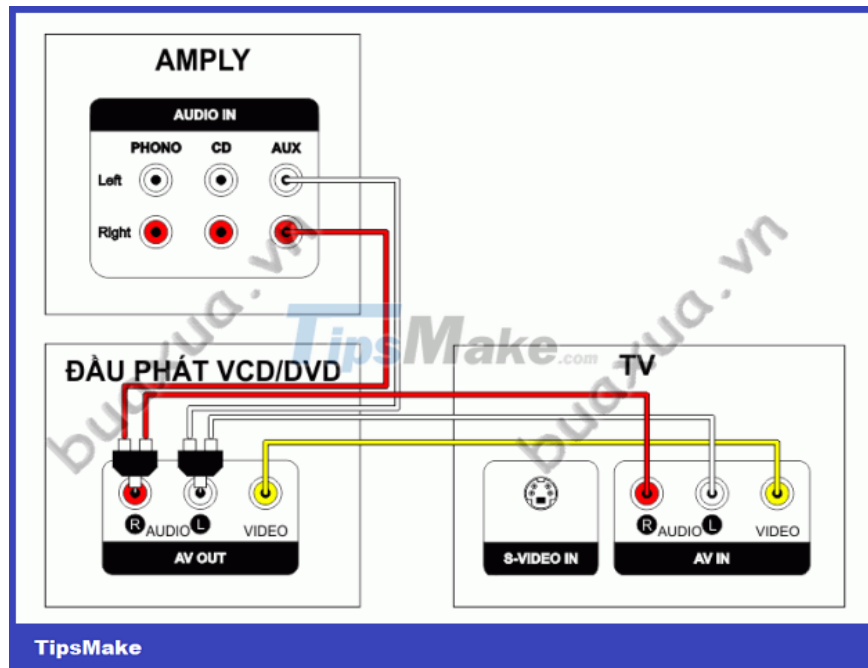 AMPLY
AUDIO IN
PHONO CD AUX
Left
Right
buaxua.vn
TipsMake.com
ĐẦU PHÁT VCD/DVD
R AUDIO L VIDEO
AV OUT
TV
buaxua.vn
S-VIDEO IN
R AUDIO L VIDEO
AV IN
TipsMake